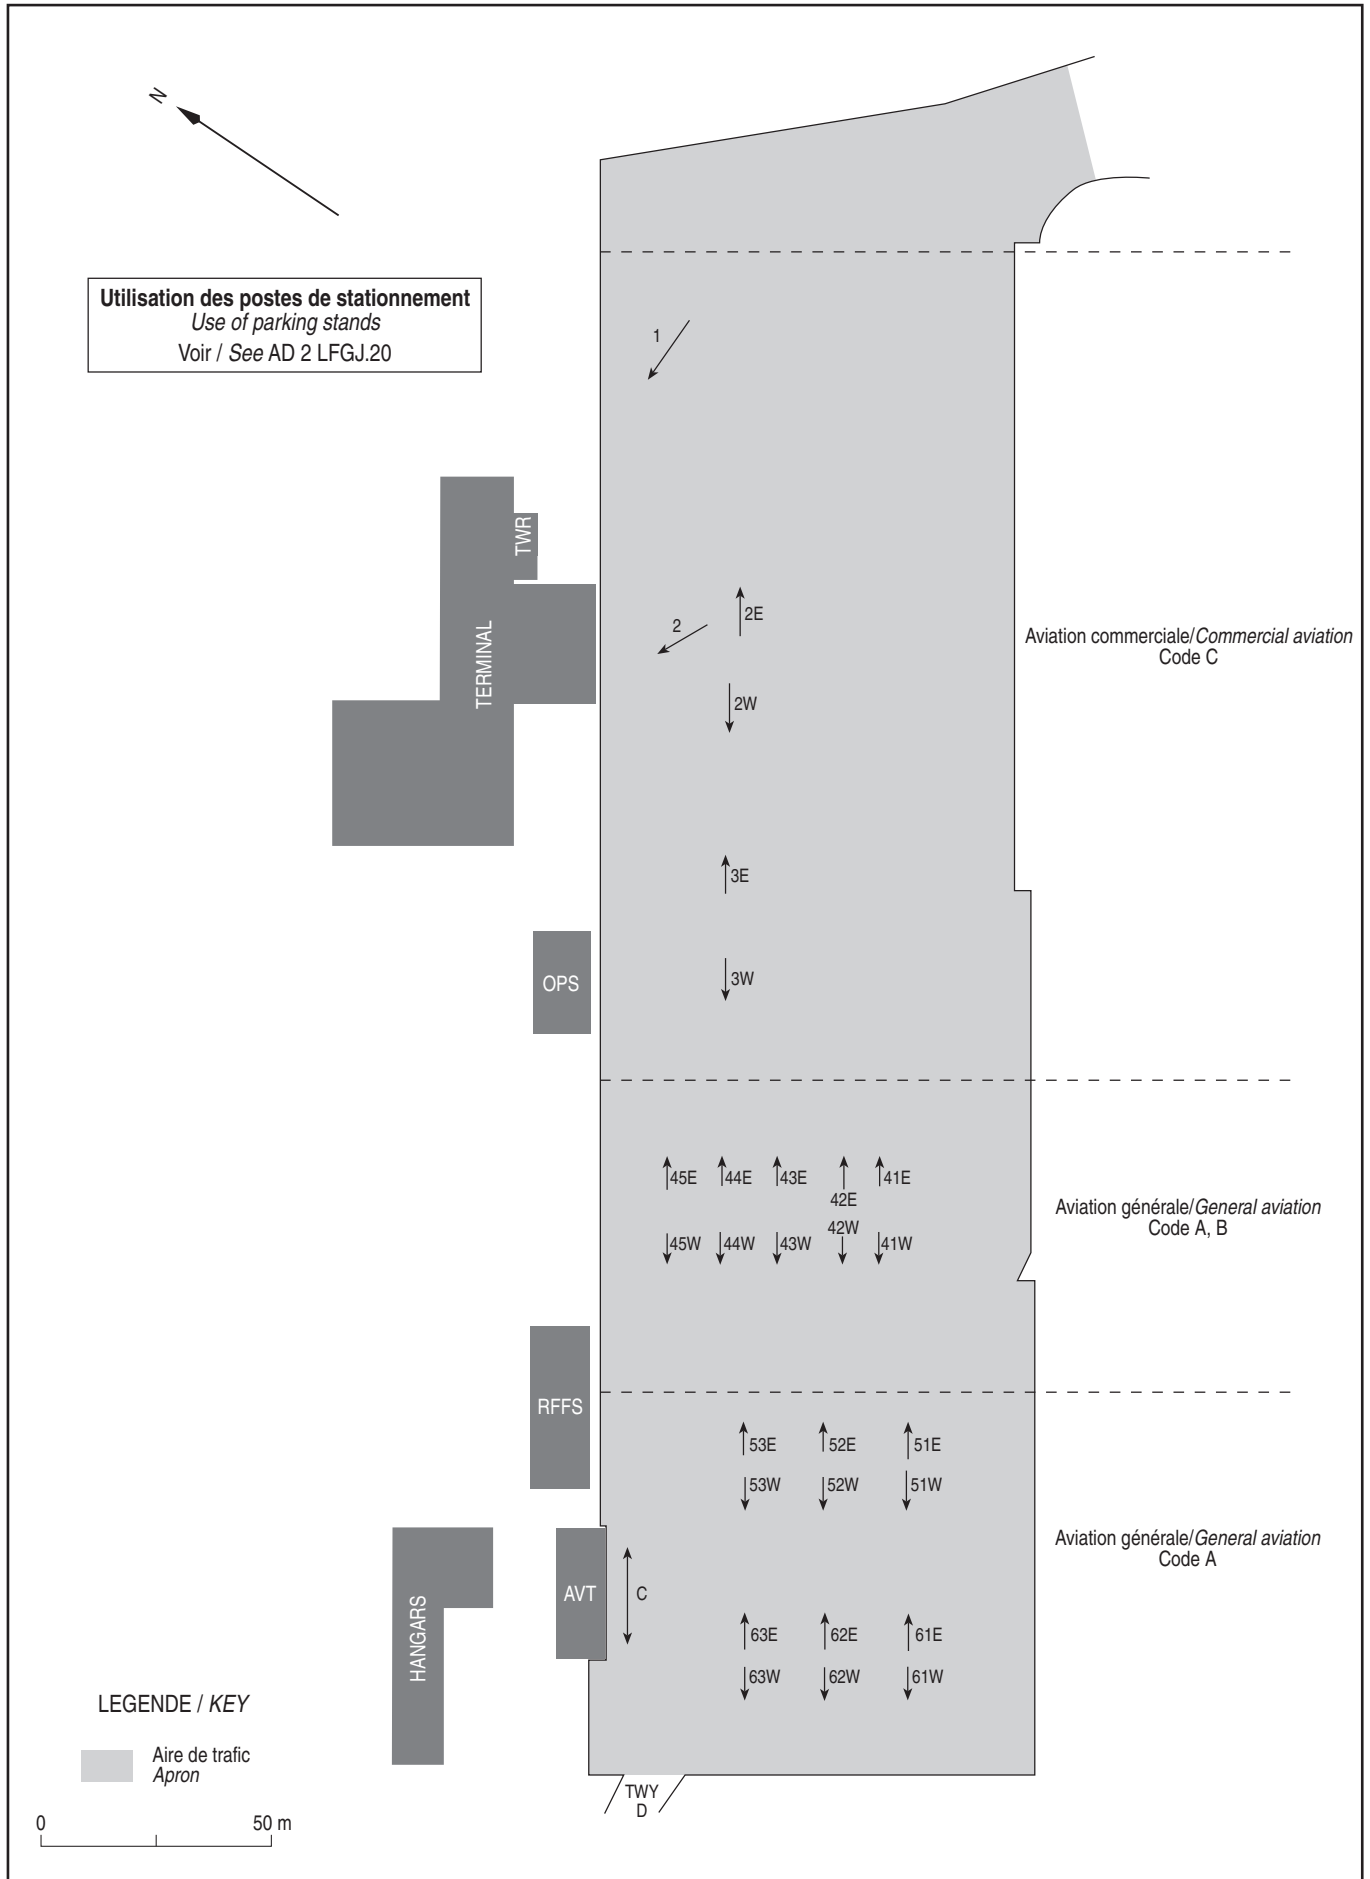 N
Utilisation des postes de stationnement
Use of parking stands
Voir / See AD 2 LFGJ.20
1
TWR
TERMINAL
2
2E
2W
Aviation commerciale/Commercial aviation
Code C
3E
OPS
3W
45E 44E 43E 42E 41E
45W 44W 43W 42W 41W
Aviation générale/General aviation
Code A, B
RFFS
53E 52E 51E
53W 52W 51W
Aviation générale/General aviation
Code A
AVT
C
HANGARS
63E 62E 61E
63W 62W 61W
LEGENDE / KEY
Aire de trafic
Apron
TWY
D
0 50 m